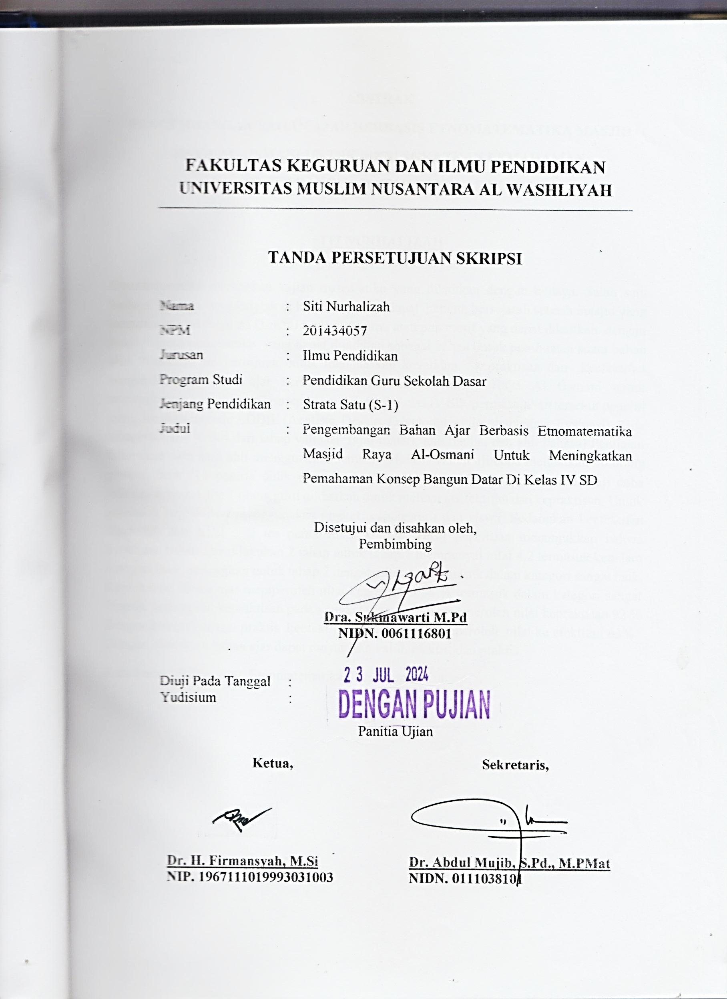 FAKULTAS KEGURUAN DAN ILMU PENDIDIKAN
UNIVERSITAS MUSLIM NUSANTARA AL WASHLIYAH
TANDA PERSETUJUAN SKRIPSI
Nama : Siti Nurhalizah
NPM : 201434057
Jurusan : Ilmu Pendidikan
Program Studi : Pendidikan Guru Sekolah Dasar
Jenjang Pendidikan : Strata Satu (S-1)
Judul : Pengembangan Bahan Ajar Berbasis Etnomatematika
Masjid Raya Al-Osmani Untuk Meningkatkan
Pemahaman Konsep Bangun Datar Di Kelas IV SD
Disetujui dan disahkan oleh,
Pembimbing
Dra. Sukmawarti M.Pd
NIDN. 0061116801
Diuji Pada Tanggal : 23 JUL 2024
Yudisium : DENGAN PUJIAN
Panitia Ujian
Ketua, Sekretaris,
Dr. H. Firmansyah, M.Si Dr. Abdul Mujib, S.Pd., M.PMat
NIP. 1967111019993031003 NIDN. 0111038101